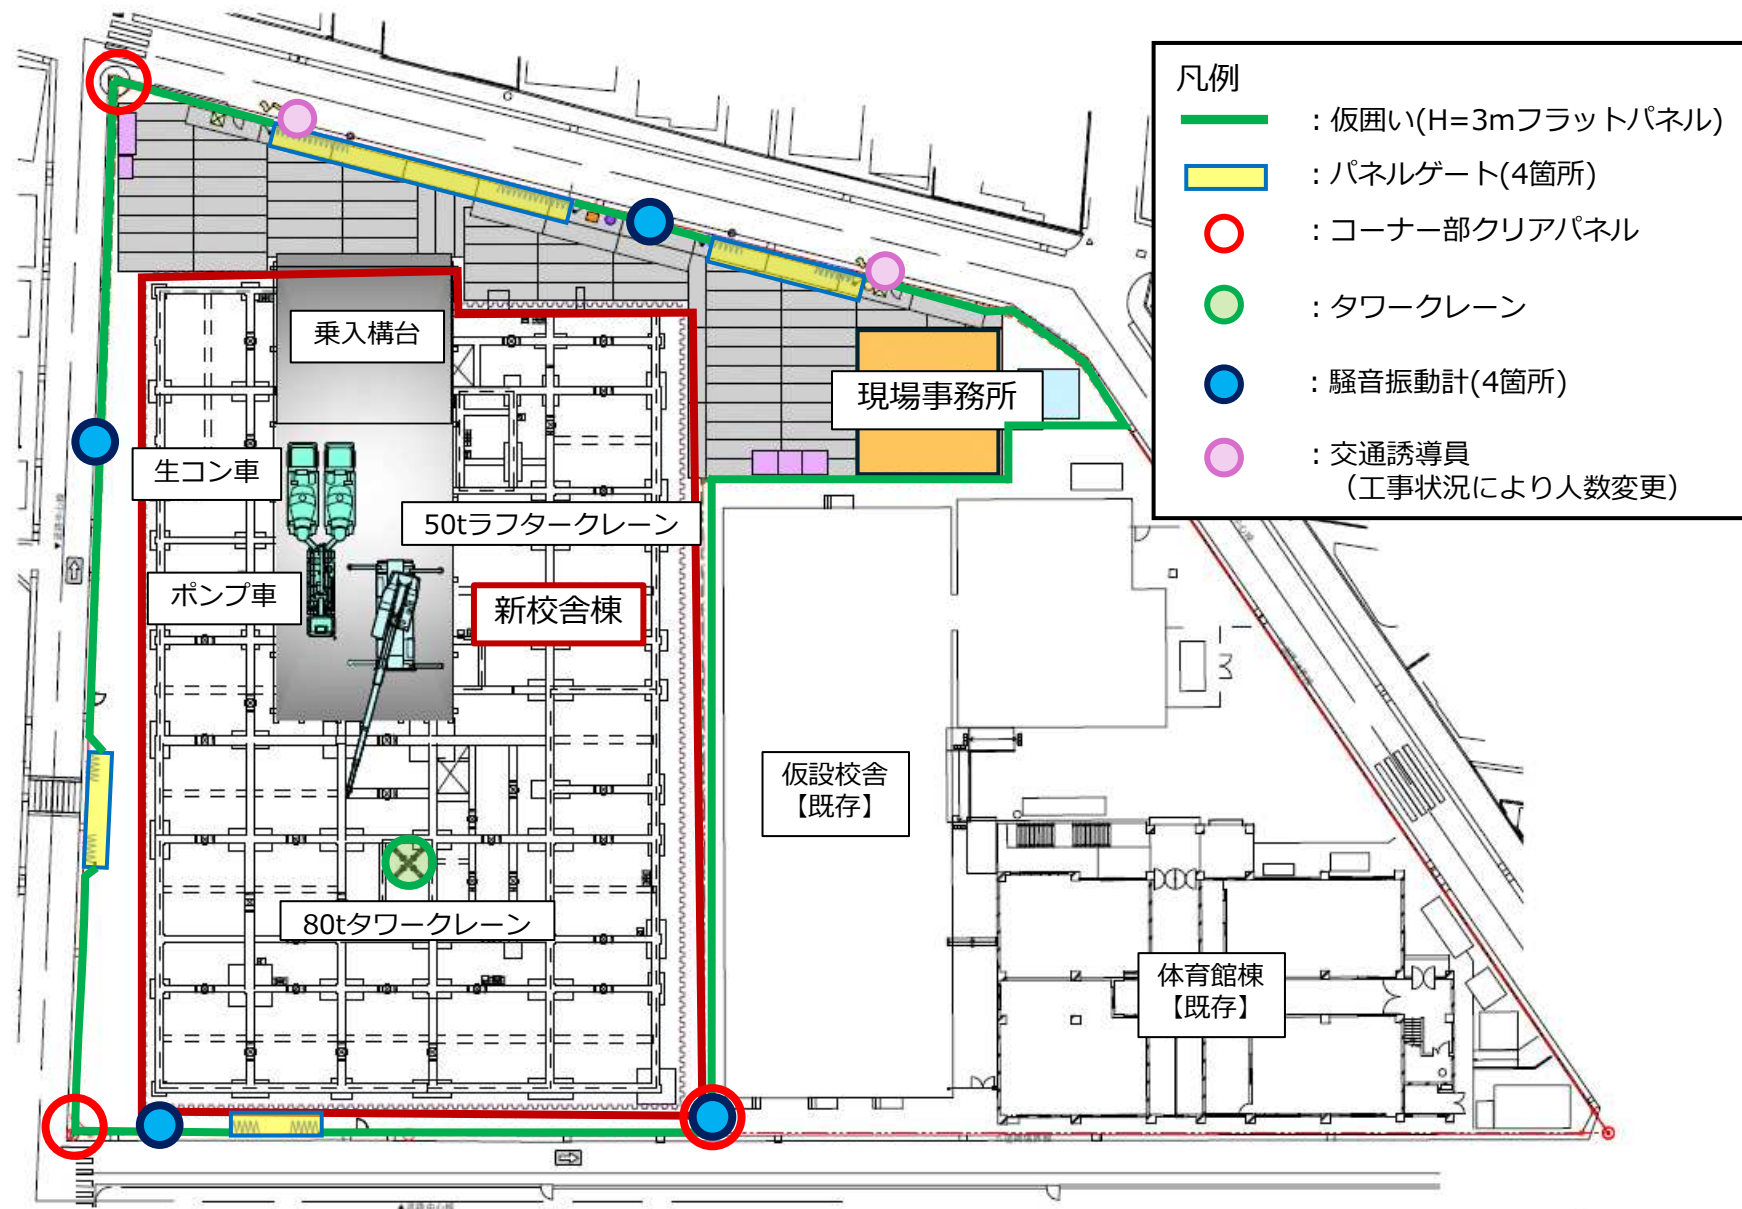 凡例
：仮囲い(H=3mフラットパネル)
：パネルゲート(4箇所)
：コーナー部クリアパネル
：タワークレーン
：騒音振動計(4箇所)
：交通誘導員
（工事状況により人数変更）
乗入構台
現場事務所
生コン車
50tラフタークレーン
ポンプ車
新校舎棟
仮設校舎
【既存】
80tタワークレーン
体育館棟
【既存】